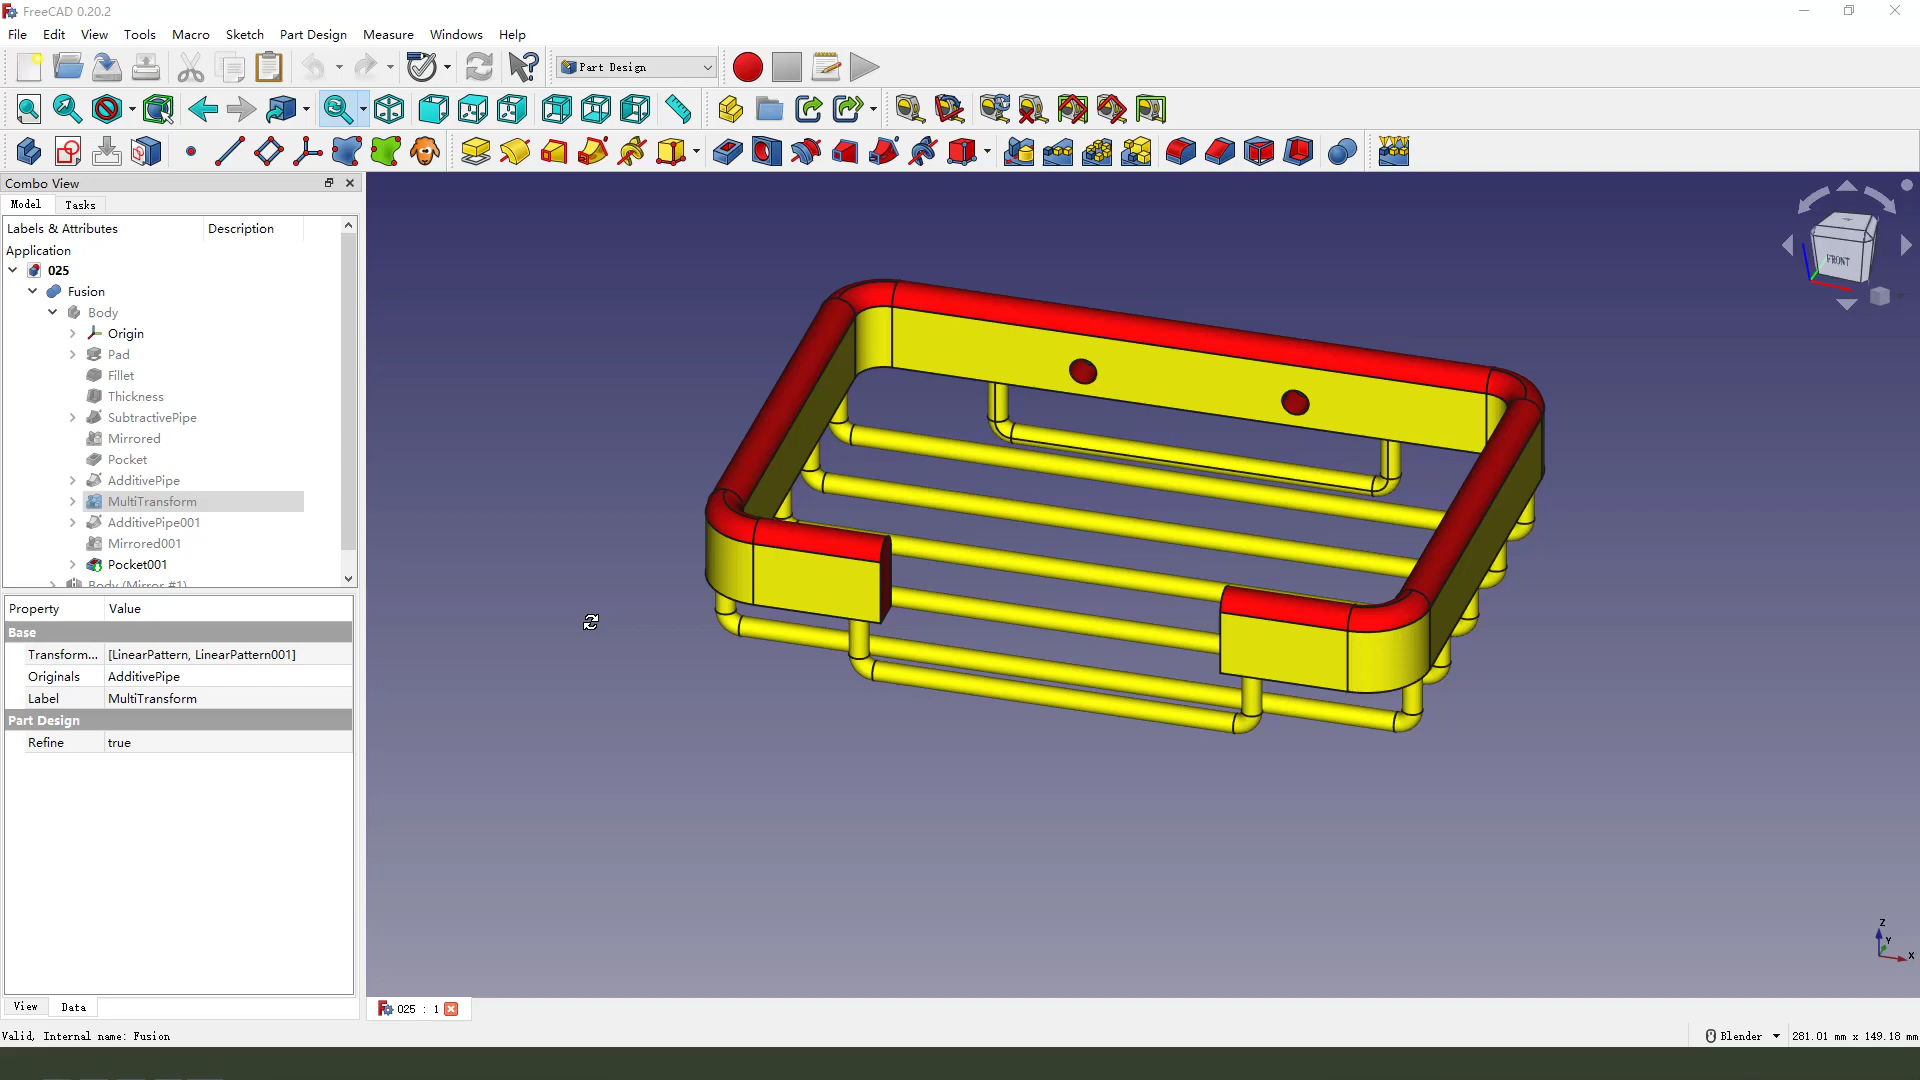 FreeCAD 0.20.2
File Edit View Tools Macro Sketch Part Design Measure Windows Help
Part Design
Combo View
Model Tasks
Labels & Attributes Description
Application
025
Fusion
Body
Origin
Pad
Fillet
Thickness
SubtractivePipe
Mirrored
Pocket
AdditivePipe
MultiTransform
AdditivePipe001
Mirrored001
Pocket001
Body (Mirror #1)
Property Value
Base
Transform... [LinearPattern, LinearPattern001]
Originals AdditivePipe
Label MultiTransform
Part Design
Refine true
FRONT
Z
Y
X
View Data
025 : 1
Valid, Internal name: Fusion
Blender 281.01 mm x 149.18 mm